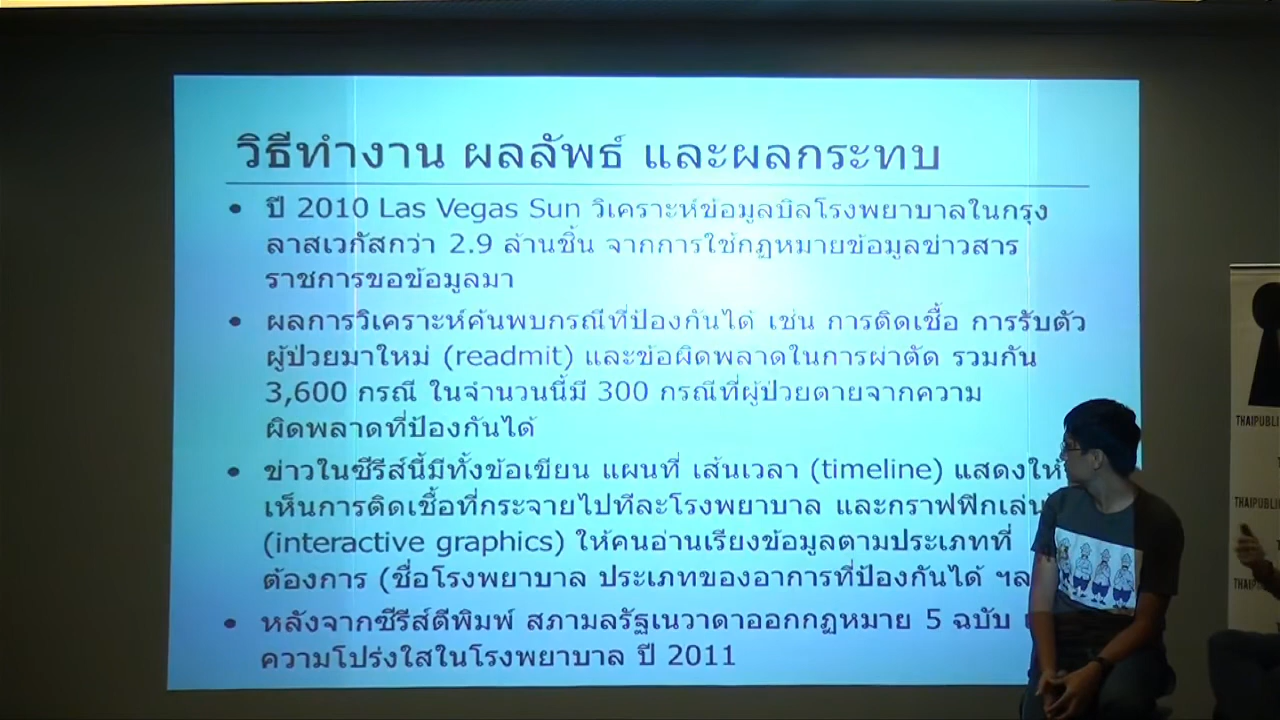 วิธีทำงาน ผลลัพธ์ และผลกระทบ
• ปี 2010 Las Vegas Sun วิเคราะห์ข้อมูลบิลโรงพยาบาลในกรุง
ลาสเวกัสกว่า 2.9 ล้านชิ้น จากการใช้กฎหมายข้อมูลข่าวสาร
ราชการขอข้อมูลมา
• ผลการวิเคราะห์ค้นพบกรณีที่ป้องกันได้ เช่น การติดเชื้อ การรับตัว
ผู้ป่วยมาใหม่ (readmit) และข้อผิดพลาดในการผ่าตัด รวมกัน
3,600 กรณี ในจำนวนนี้มี 300 กรณีที่ผู้ป่วยตายจากความ
ผิดพลาดที่ป้องกันได้
• ข่าวในซีรีส์นี้มีทั้งข้อเขียน แผนที่ เส้นเวลา (timeline) แสดงให้
เห็นการติดเชื้อที่กระจายไปทีละโรงพยาบาล และกราฟฟิกเล่น
(interactive graphics) ให้คนอ่านเรียงข้อมูลตามประเภทที่
ต้องการ (ชื่อโรงพยาบาล ประเภทของอาการที่ป้องกันได้ ฯล
• หลังจากซีรีส์ตีพิมพ์ สภามลรัฐเนวาดาออกกฎหมาย 5 ฉบับ
ความโปร่งใสในโรงพยาบาล ปี 2011
THAIPUBLI
THAIPUBLI
THAIP